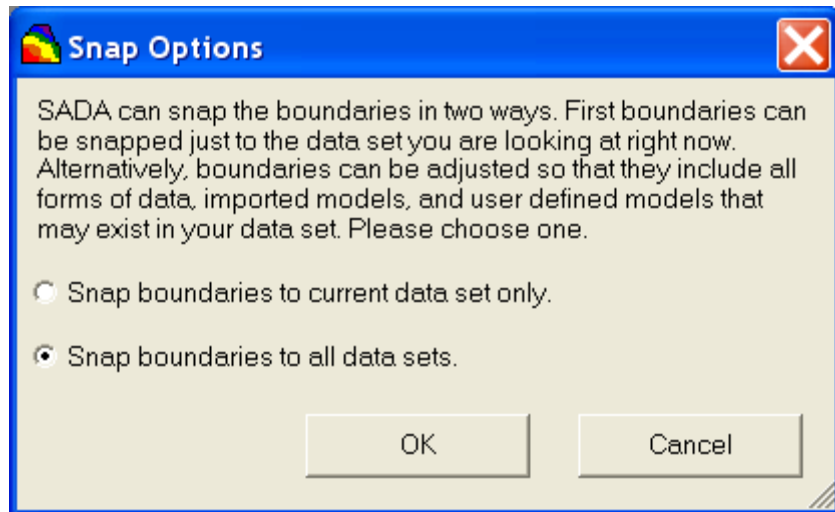 Snap Options
SADA can snap the boundaries in two ways. First boundaries can
be snapped just to the data set you are looking at right now.
Alternatively, boundaries can be adjusted so that they include all
forms of data, imported models, and user defined models that
may exist in your data set. Please choose one.
Snap boundaries to current data set only.
Snap boundaries to all data sets.
OK
Cancel